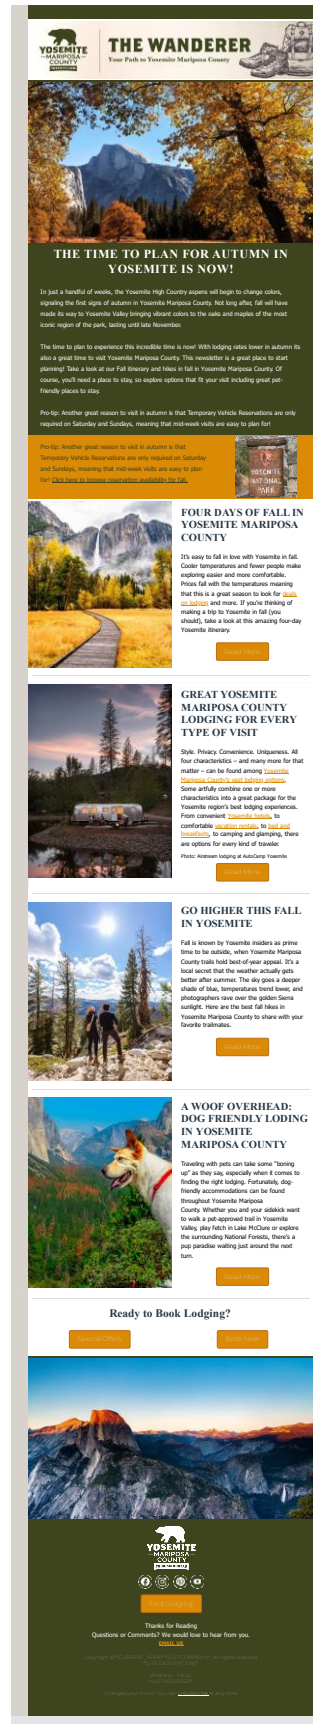 YOSEMITE
MARIPOSA
COUNTY
THE WANDERER
Your Path to Yosemite Mariposa County
THE TIME TO PLAN FOR AUTUMN IN
YOSEMITE IS NOW!
In just a handful of weeks, the Yosemite High Country aspens will begin to change colors,
signaling the first signs of autumn in Yosemite Mariposa County. Not long after, fall will have
made its way to Yosemite Valley bringing vibrant colors to the oaks and maples of the most
iconic region of the park, lasting until late November.
The time to plan to experience this incredible time is now! With lodging rates lower in autumn its
also a great time to visit Yosemite Mariposa County. This newsletter is a great place to start
planning! Take a look at our Fall itinerary and hikes in fall in Yosemite Mariposa County. Of
course, you'll need a place to stay, so explore options that fit your visit including great pet-
friendly places to stay.
Pro-tip: Another great reason to visit in autumn is that Temporary Vehicle Reservations are only
required on Saturday and Sundays, meaning that mid-week visits are easy to plan for!
Pro-tip: Another great reason to visit in autumn is that
Temporary Vehicle Reservations are only required on Saturday
and Sundays, meaning that mid-week visits are easy to plan
for! Click here to browse reservation availability for fall.
YOSEMITE
NATIONAL
PARK
FOUR DAYS OF FALL IN
YOSEMITE MARIPOSA
COUNTY
It's easy to fall in love with Yosemite in fall.
Cooler temperatures and fewer people make
exploring easier and more comfortable.
Prices fall with the temperatures meaning
that this is a great season to look for deals
on lodging and more. If you're thinking of
making a trip to Yosemite in fall (you
should), take a look at this amazing four-day
Yosemite itinerary.
Read More
GREAT YOSEMITE
MARIPOSA COUNTY
LODGING FOR EVERY
TYPE OF VISIT
Style. Privacy. Convenience. Uniqueness. All
four characteristics – and many more for that
matter – can be found among Yosemite
Mariposa County's vast lodging options.
Some artfully combine one or more
characteristics into a great package for the
Yosemite region's best lodging experiences.
From convenient Yosemite hotels, to
comfortable vacation rentals, to bed and
breakfasts, to camping and glamping, there
are options for every kind of traveler.
Photo: Airstream lodging at AutoCamp Yosemite
Read More
GO HIGHER THIS FALL
IN YOSEMITE
Fall is known by Yosemite insiders as prime
time to be outside, when Yosemite Mariposa
County trails hold best-of-year appeal. It's a
local secret that the weather actually gets
better after summer. The sky goes a deeper
shade of blue, temperatures trend lower, and
photographers rave over the golden Sierra
sunlight. Here are the best fall hikes in
Yosemite Mariposa County to share with your
favorite trailmates.
Read More
A WOOF OVERHEAD:
DOG FRIENDLY LODING
IN YOSEMITE
MARIPOSA COUNTY
Traveling with pets can take some "boning
up" as they say, especially when it comes to
finding the right lodging. Fortunately, dog-
friendly accommodations can be found
throughout Yosemite Mariposa
County. Whether you and your sidekick want
to walk a pet-approved trail in Yosemite
Valley, play fetch in Lake McClure or explore
the surrounding National Forests, there's a
pup paradise waiting just around the next
turn.
Read More
Ready to Book Lodging?
Special Offers
Book Now
YOSEMITE
MARIPOSA
COUNTY
Find Lodging
Thanks for Reading
Questions or Comments? We would love to hear from you.
EMAIL US